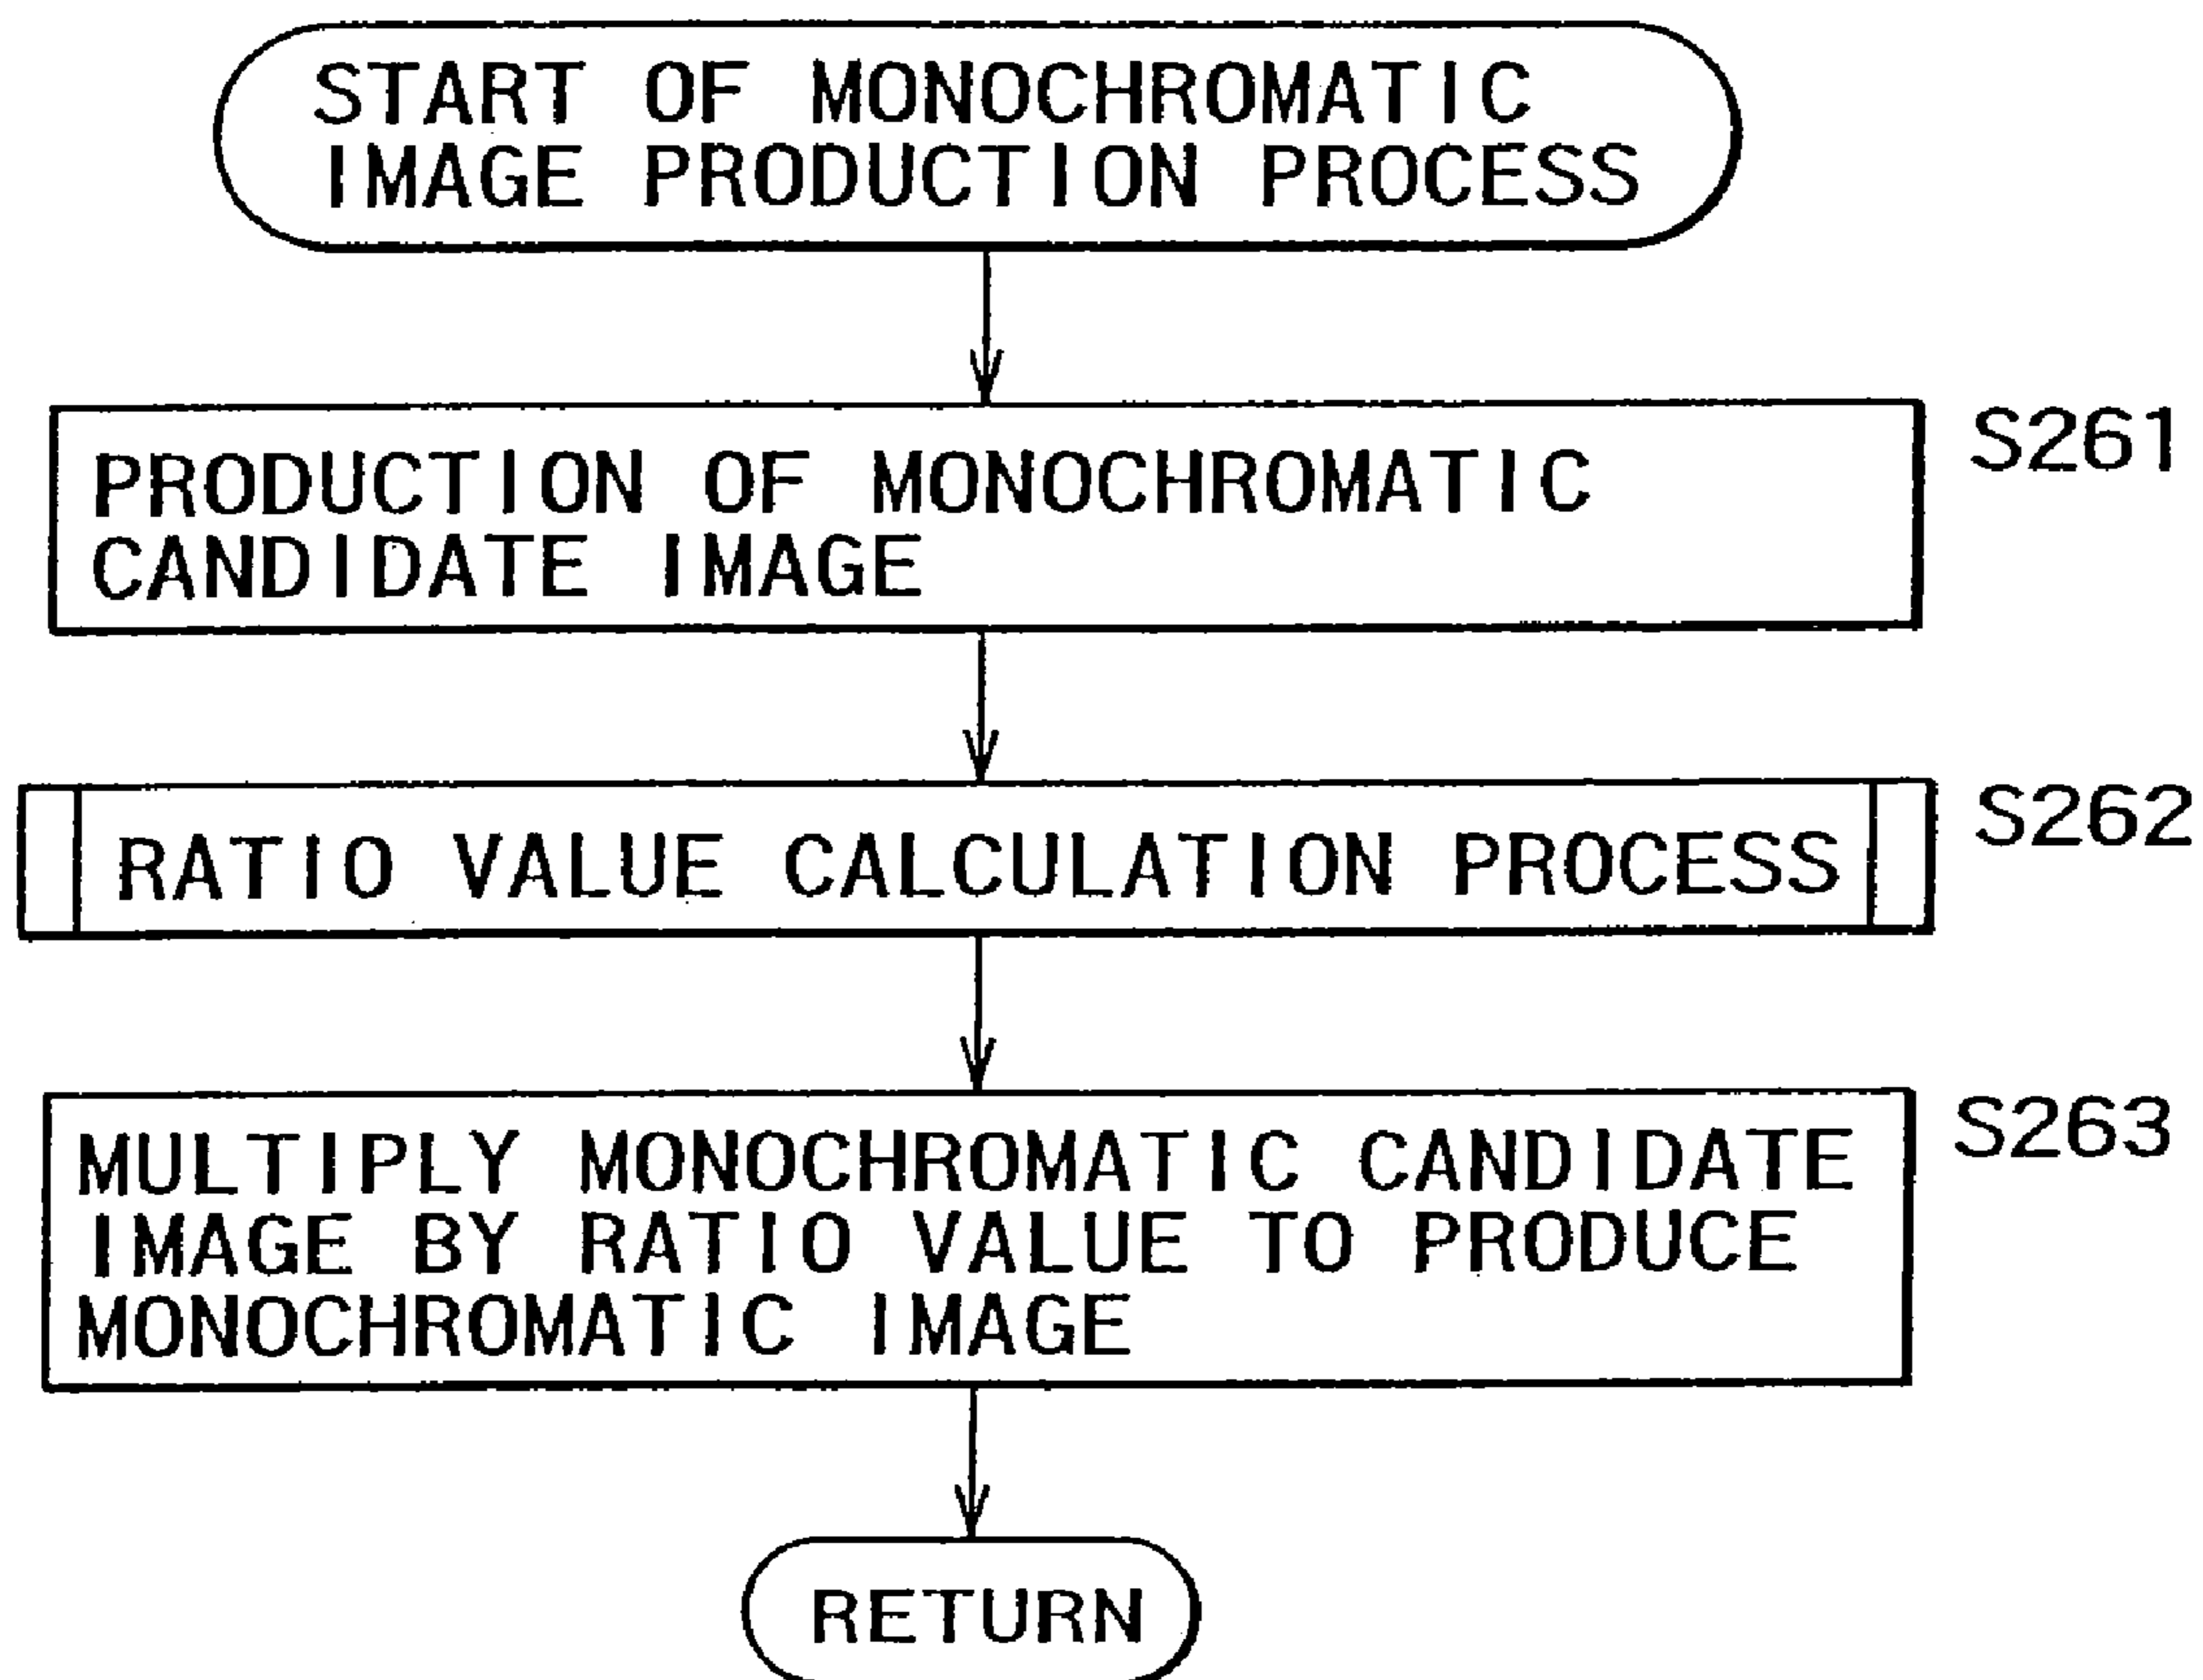 START OF MONOCHROMATIC
IMAGE PRODUCTION PROCESS
PRODUCTION OF MONOCHROMATIC
CANDIDATE IMAGE
S261
RATIO VALUE CALCULATION PROCESS
S262
MULTIPLY MONOCHROMATIC CANDIDATE
IMAGE BY RATIO VALUE TO PRODUCE
MONOCHROMATIC IMAGE
S263
RETURN